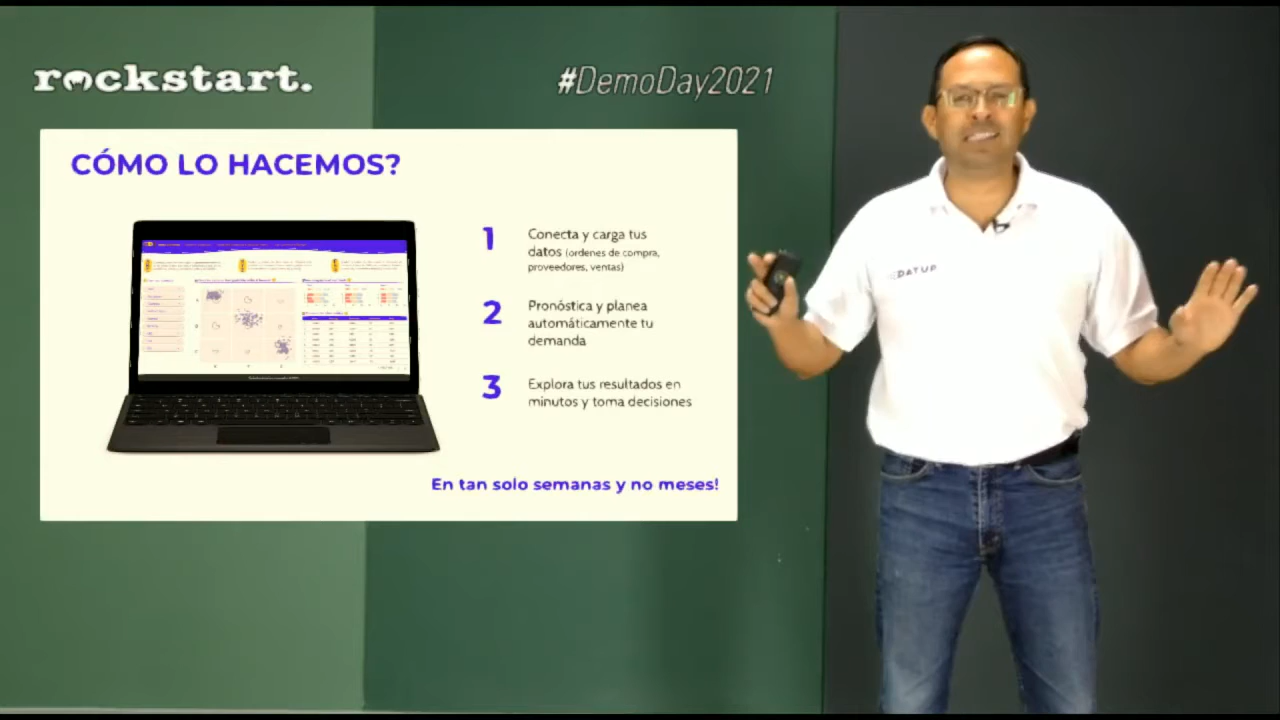 rockstart.
#DemoDay2021
CÓMO LO HACEMOS?
1
Conecta y carga tus
datos (ordenes de compra,
proveedores, ventas)
2
Pronóstica y planea
automáticamente tu
demanda
3
Explora tus resultados en
minutos y toma decisiones
En tan solo semanas y no meses!
DATUP